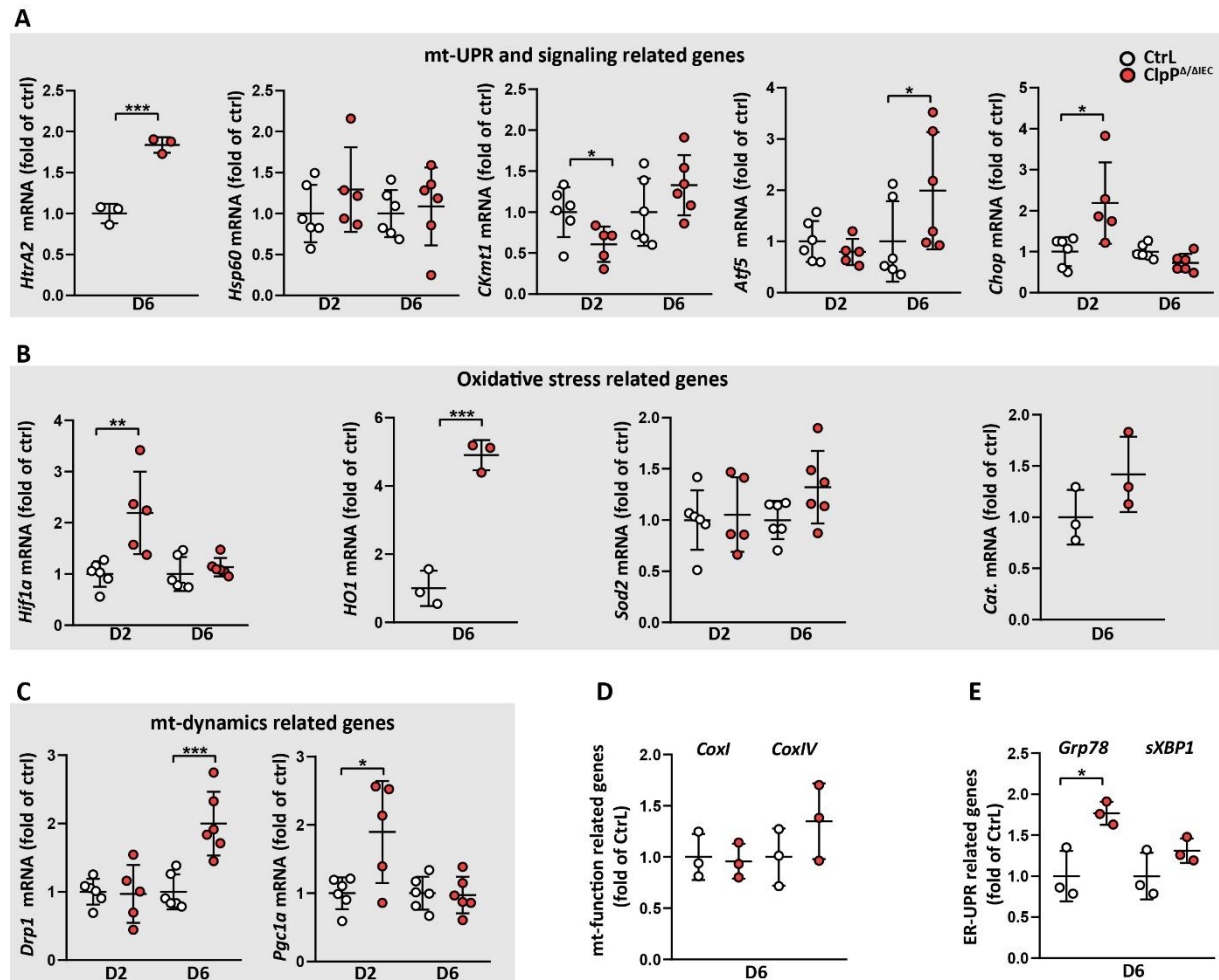 A
mt-UPR and signaling related genes
CtrL
ClpPΔ/ΔIEC
HtrA2 mRNA (fold of ctrl)
2.5
2.0
1.5
1.0
0.5
0.0
***
D6
Hsp60 mRNA (fold of ctrl)
2.5
2.0
1.5
1.0
0.5
0.0
D2 D6
CKmt1 mRNA (fold of ctrl)
2.5
2.0
1.5
1.0
0.5
0.0
*
D2 D6
Atf5 mRNA (fold of ctrl)
4
3
2
1
0
*
D2 D6
Chop mRNA (fold of ctrl)
5
4
3
2
1
0
*
D2 D6
B
Oxidative stress related genes
Hif1a mRNA (fold of ctrl)
4
3
2
1
0
**
D2 D6
HO1 mRNA (fold of ctrl)
6
4
2
0
***
D6
Sod2 mRNA (fold of ctrl)
2.0
1.5
1.0
0.5
0.0
D2 D6
Cat. mRNA (fold of ctrl)
2.0
1.5
1.0
0.5
0.0
D6
C
mt-dynamics related genes
Drp1 mRNA (fold of ctrl)
3
2
1
0
***
D2 D6
Pgc1a mRNA (fold of ctrl)
3
2
1
0
*
D2 D6
D
mt-function related genes
(fold of CtrL)
2.0
1.5
1.0
0.5
0.0
CoxI CoxIV
D6
E
ER-UPR related genes
(fold of CtrL)
2.5
2.0
1.5
1.0
0.5
0.0
Grp78 sXBP1
*
D6